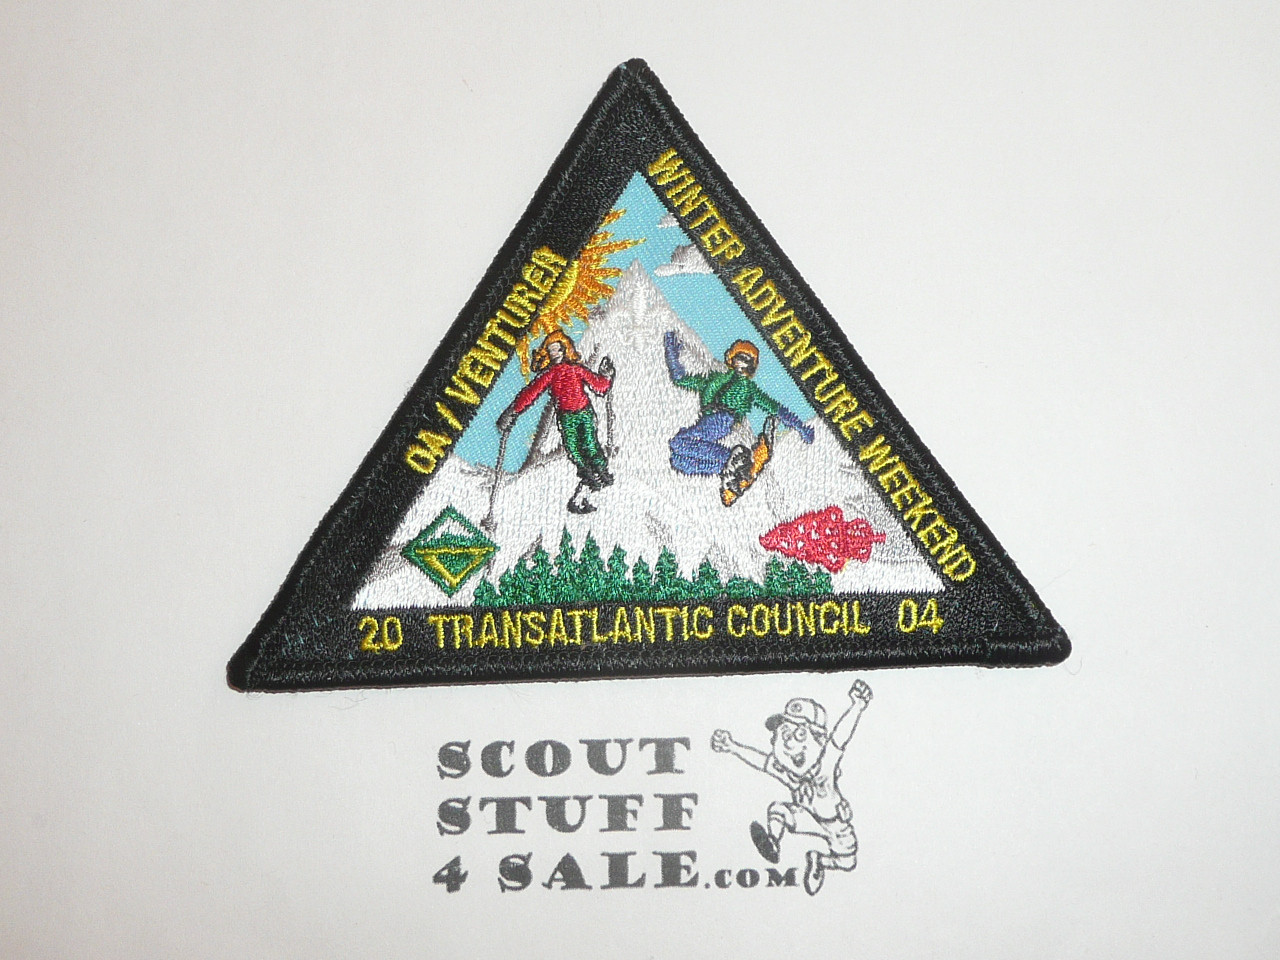 OA / VENTURER
WINTER ADVENTURE WEEKEND
20 TRANSATLANTIC COUNCIL 04
SCOUT
STUFF
4 SALE.COM